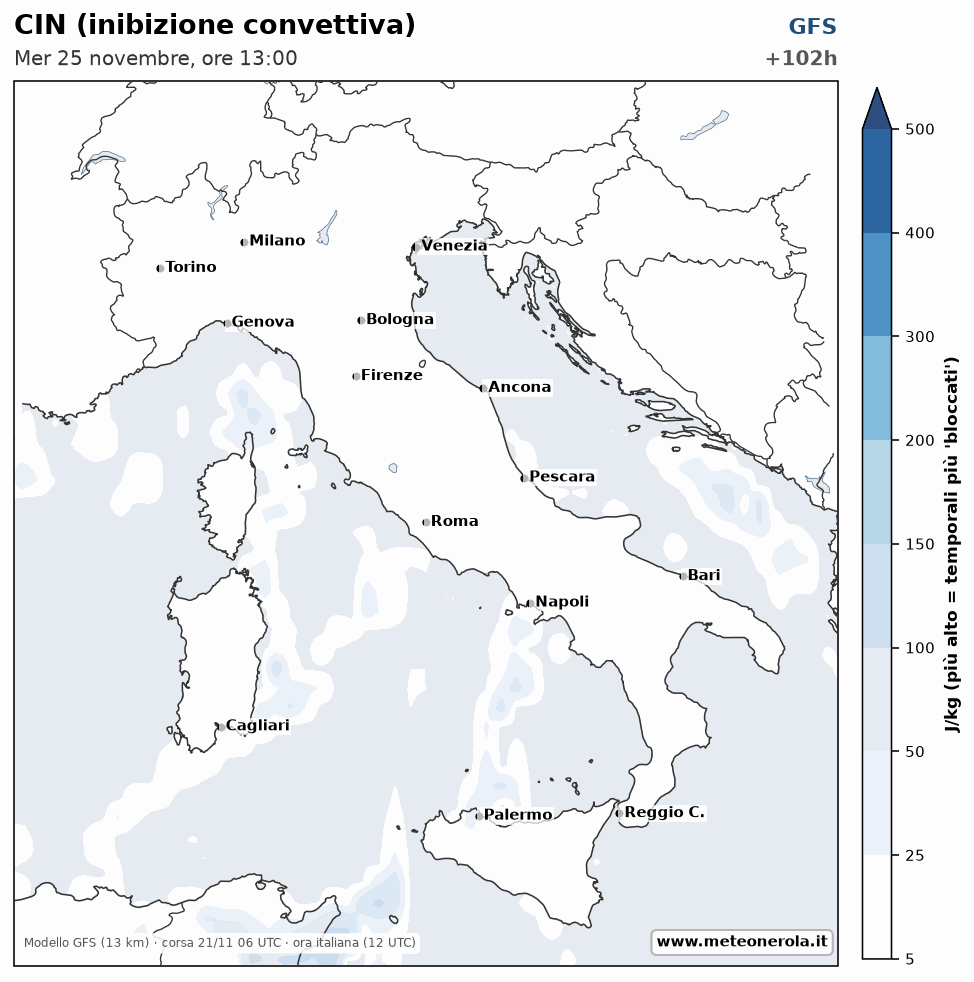 CIN (inibizione convettiva)
GFS
Mer 25 novembre, ore 13:00
+102h
500
400
300
200
150
100
50
25
5
J/kg (più alto = temporali più 'bloccati')
Milano
Venezia
Torino
Genova
Bologna
Firenze
Ancona
Pescara
Roma
Bari
Napoli
Cagliari
Palermo
Reggio C.
Modello GFS (13 km) · corsa 21/11 06 UTC · ora italiana (12 UTC)
www.meteonerola.it